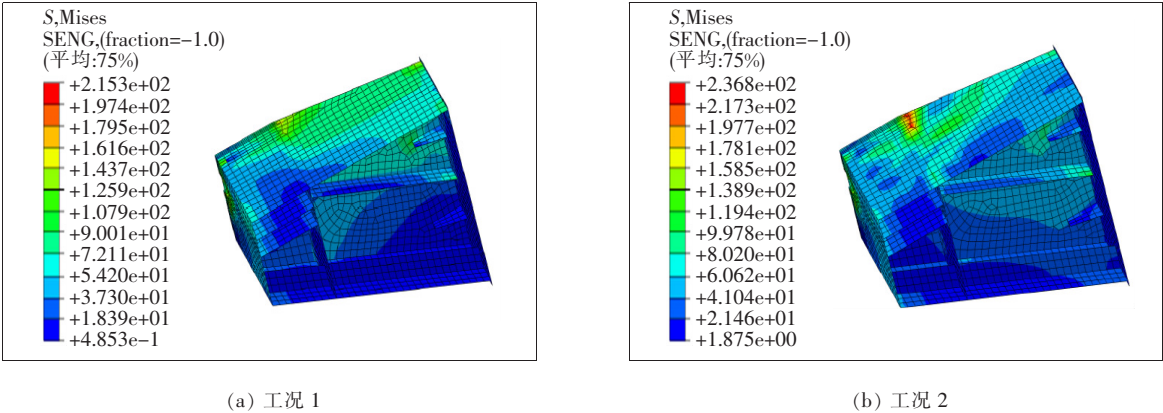 S,Mises
SENG,(fraction=−1.0)
(平均:75%)
+2.153e+02
+1.974e+02
+1.795e+02
+1.616e+02
+1.437e+02
+1.259e+02
+1.079e+02
+9.001e+01
+7.211e+01
+5.420e+01
+3.730e+01
+1.839e+01
+4.853e−1
(a) 工况 1
S,Mises
SENG,(fraction=−1.0)
(平均:75%)
+2.368e+02
+2.173e+02
+1.977e+02
+1.781e+02
+1.585e+02
+1.389e+02
+1.194e+02
+9.978e+01
+8.020e+01
+6.062e+01
+4.104e+01
+2.146e+01
+1.875e+00
(b) 工况 2